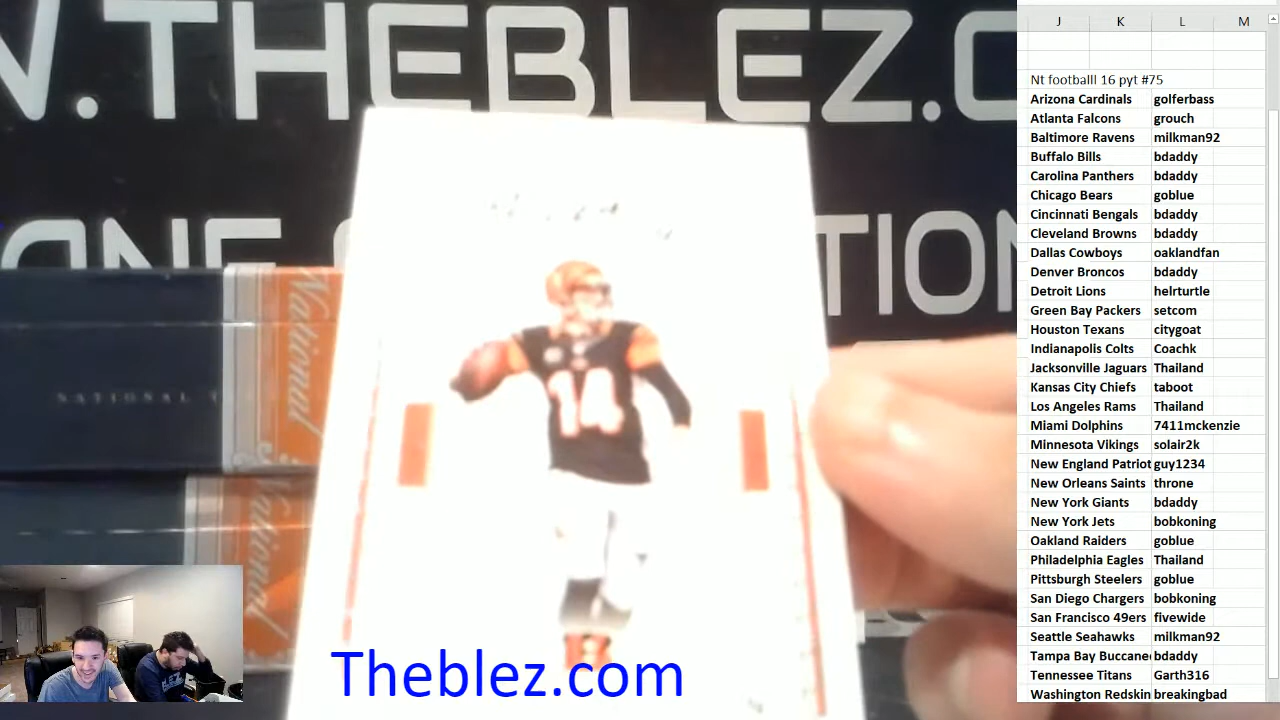 W.THEBLEZ.C
J K L M
Nt footballl 16 pyt #75
Arizona Cardinals golferbass
Atlanta Falcons grouch
Baltimore Ravens milkman92
Buffalo Bills bdaddy
Carolina Panthers bdaddy
Chicago Bears goblue
Cincinnati Bengals bdaddy
Cleveland Browns bdaddy
Dallas Cowboys oaklandfan
Denver Broncos bdaddy
Detroit Lions helrturtle
Green Bay Packers setcom
Houston Texans citygoat
Indianapolis Colts Coachk
Jacksonville Jaguars Thailand
Kansas City Chiefs taboot
Los Angeles Rams Thailand
Miami Dolphins 7411mckenzie
Minnesota Vikings solair2k
New England Patriot guy1234
New Orleans Saints throne
New York Giants bdaddy
New York Jets bobkoning
Oakland Raiders goblue
Philadelphia Eagles Thailand
Pittsburgh Steelers goblue
San Diego Chargers bobkoning
San Francisco 49ers fivewide
Seattle Seahawks milkman92
Tampa Bay Buccanee bdaddy
Tennessee Titans Garth316
Washington Redskin breakingbad
National
NATIONAL T
14
National
Theblez.com